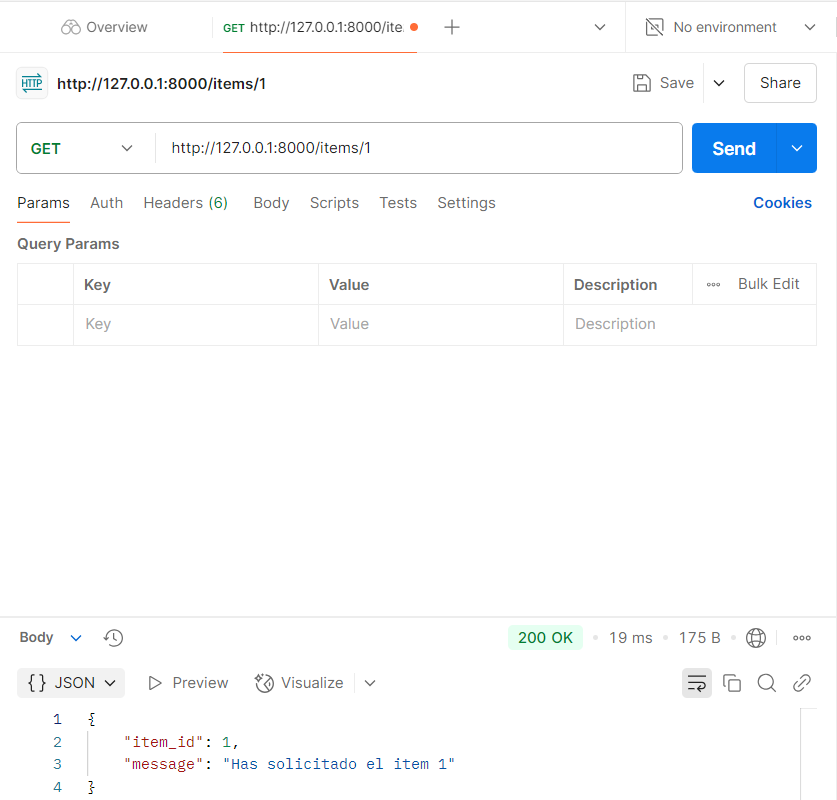 Overview GET http://127.0.0.1:8000/ite. No environment
HTTP http://127.0.0.1:8000/items/1 Save Share
GET http://127.0.0.1:8000/items/1 Send
Params Auth Headers (6) Body Scripts Tests Settings Cookies
Query Params
Key Value Description Bulk Edit
Key Value Description
Body 200 OK 19 ms 175 B
{ } JSON Preview Visualize
1 {
2 "item_id": 1,
3 "message": "Has solicitado el item 1"
4 }